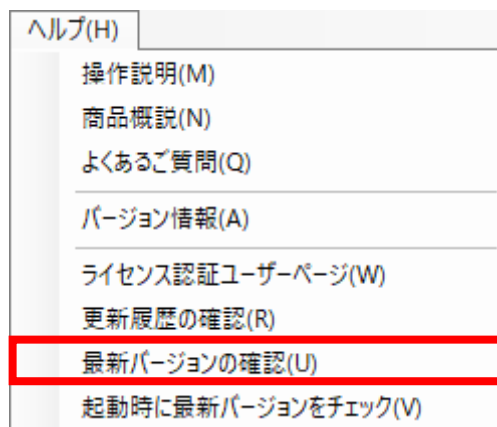 ヘルプ(H)
操作説明(M)
商品概説(N)
よくあるご質問(Q)
バージョン情報(A)
ライセンス認証ユーザーページ(W)
更新履歴の確認(R)
最新バージョンの確認(U)
起動時に最新バージョンをチェック(V)